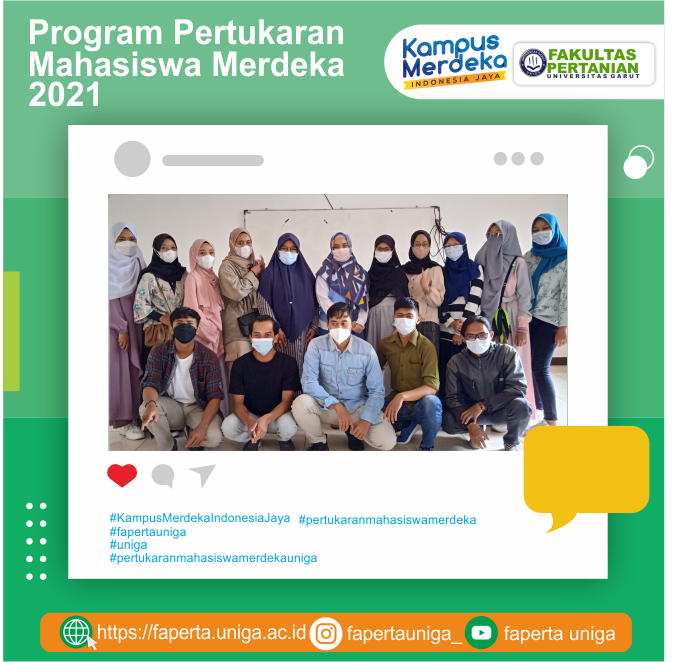 Program Pertukaran
Mahasiswa Merdeka
2021
Kampus
Merdeka
INDONESIA JAYA
FAKULTAS
PERTANIAN
UNIVERSITAS GARUT
#KampusMerdekaIndonesiaJaya #pertukaranmahasiswamerdeka
#fapertauniga
#uniga
#pertukaranmahasiswamerdekauniga
https://faperta.uniga.ac.id fapertauniga_ faperta uniga